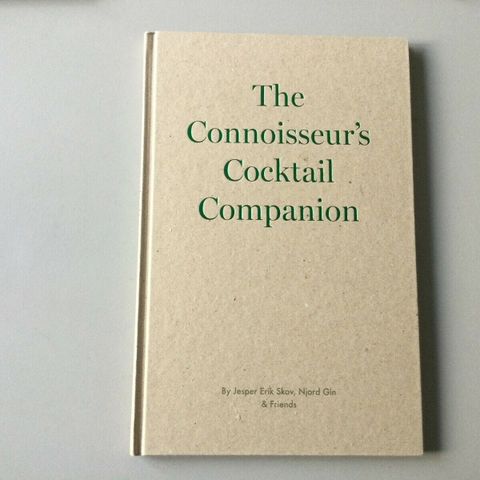 The
Connoisseur's
Cocktail
Companion
By Jesper Erik Skov, Njord Gin
& Friends